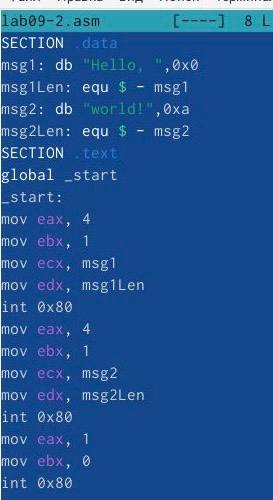 lab09-2.asm [----] 8 L
SECTION .data
msg1: db "Hello, ",0x0
msg1Len: equ $ - msg1
msg2: db "world!",0xa
msg2Len: equ $ - msg2
SECTION .text
global _start
_start:
mov eax, 4
mov ebx, 1
mov ecx, msg1
mov edx, msg1Len
int 0x80
mov eax, 4
mov ebx, 1
mov ecx, msg2
mov edx, msg2Len
int 0x80
mov eax, 1
mov ebx, 0
int 0x80